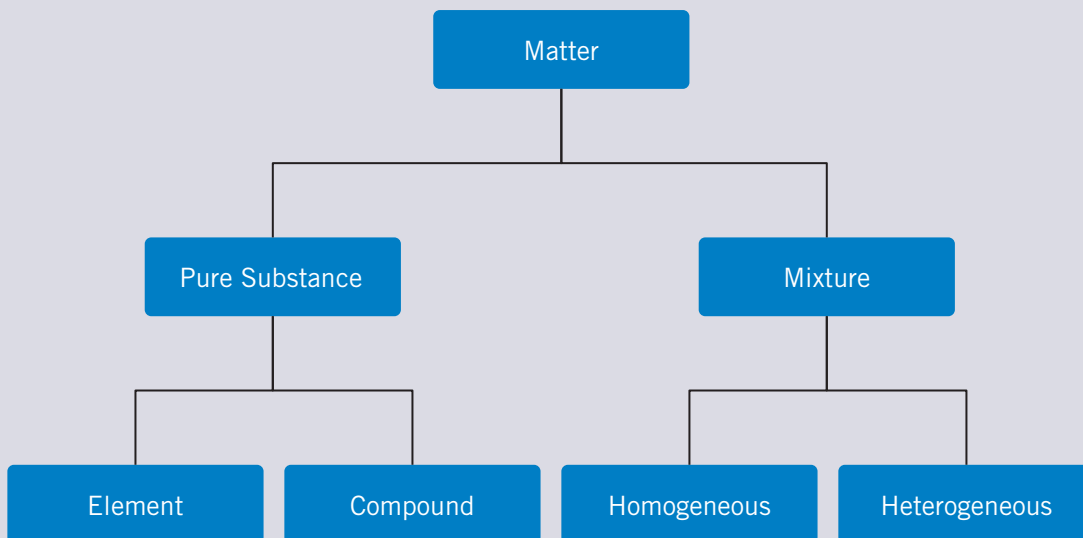 Matter
Pure Substance
Mixture
Element
Compound
Homogeneous
Heterogeneous